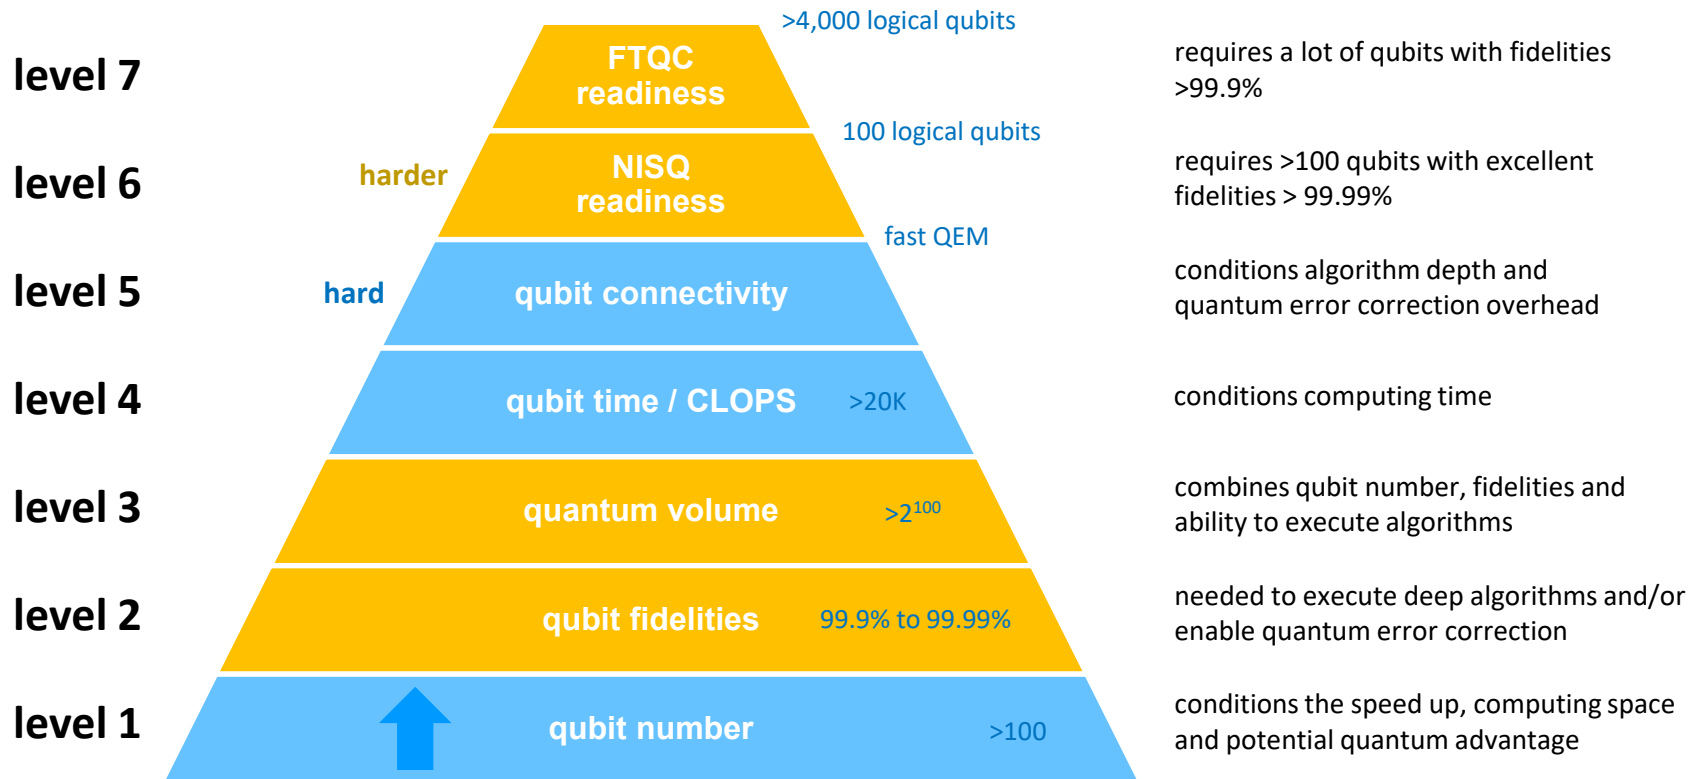 >4,000 logical qubits
level 7
FTQC
readiness
requires a lot of qubits with fidelities
>99.9%
100 logical qubits
level 6
harder
NISQ
readiness
requires >100 qubits with excellent
fidelities > 99.99%
fast QEM
level 5
hard
qubit connectivity
conditions algorithm depth and
quantum error correction overhead
level 4
qubit time / CLOPS
>20K
conditions computing time
level 3
quantum volume
>2¹⁰⁰
combines qubit number, fidelities and
ability to execute algorithms
level 2
qubit fidelities
99.9% to 99.99%
needed to execute deep algorithms and/or
enable quantum error correction
level 1
qubit number
>100
conditions the speed up, computing space
and potential quantum advantage